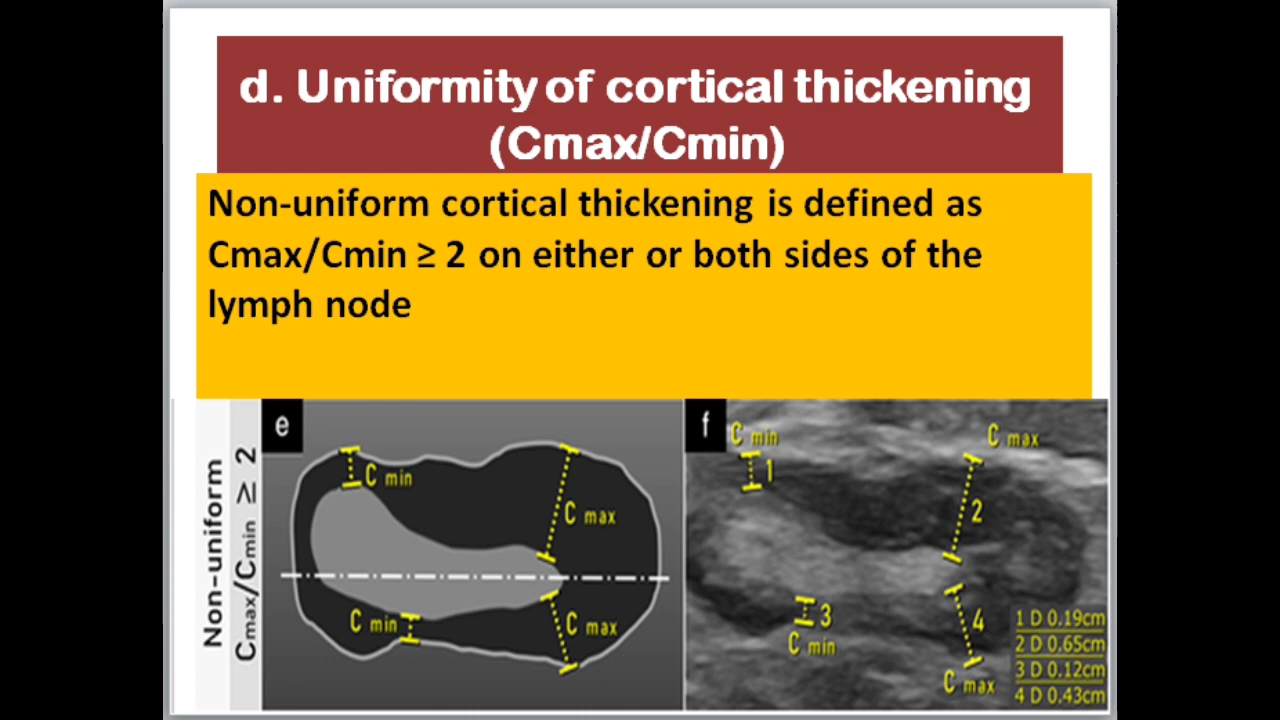 d. Uniformity of cortical thickening
(Cmax/Cmin)
Non-uniform cortical thickening is defined as
Cmax/Cmin ≥ 2 on either or both sides of the
lymph node
Non-uniform
Cmax/Cmin ≥ 2
e
C min
C max
C min
C max
f
C min
C max
1
2
3
4
C min
C max
1 D 0.19cm
2 D 0.65cm
3 D 0.12cm
4 D 0.43cm